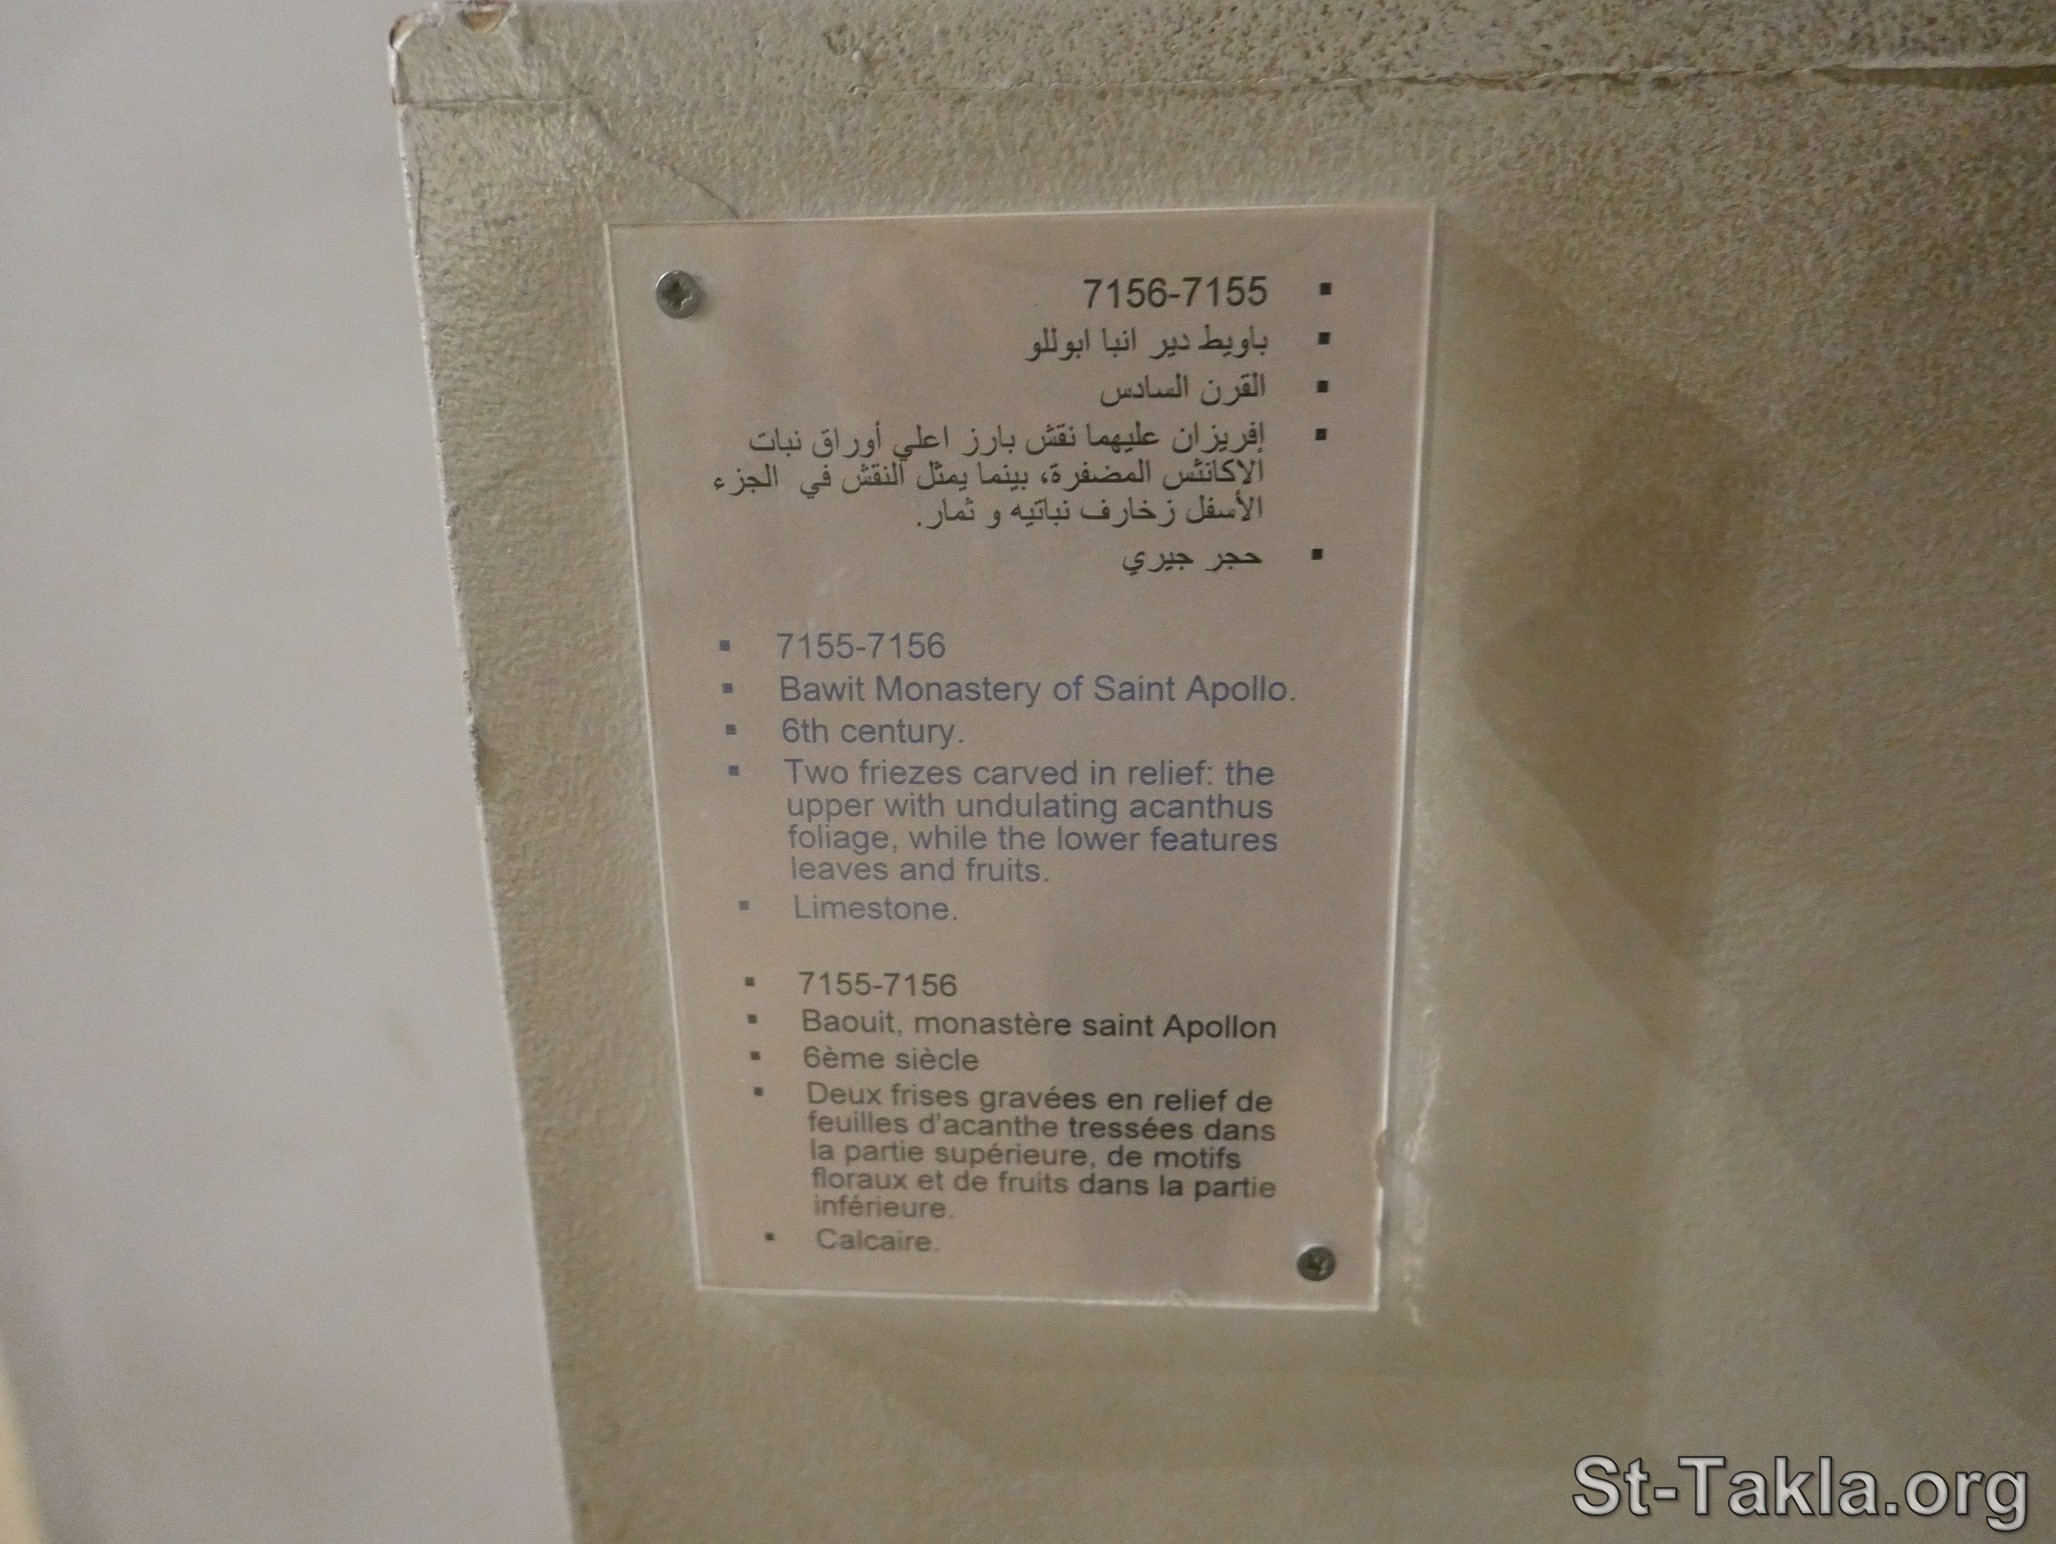 7156-7155
باويط دير انبا ابوللو
القرن السادس
إفريزان عليهما نقش بارز اعلي أوراق نبات
ألاكانثس المضفرة، بينما يمثل النقش في الجزء
الأسفل زخارف نباتيه و ثمار.
حجر جيري
7155-7156
Bawit Monastery of Saint Apollo.
6th century.
Two friezes carved in relief: the
upper with undulating acanthus
foliage, while the lower features
leaves and fruits.
Limestone.
7155-7156
Baouit, monastère saint Apollon
6ème siècle
Deux frises gravées en relief de
feuilles d'acanthe tressées dans
la partie supérieure, de motifs
floraux et de fruits dans la partie
inférieure.
Calcaire.
St-Takla.org